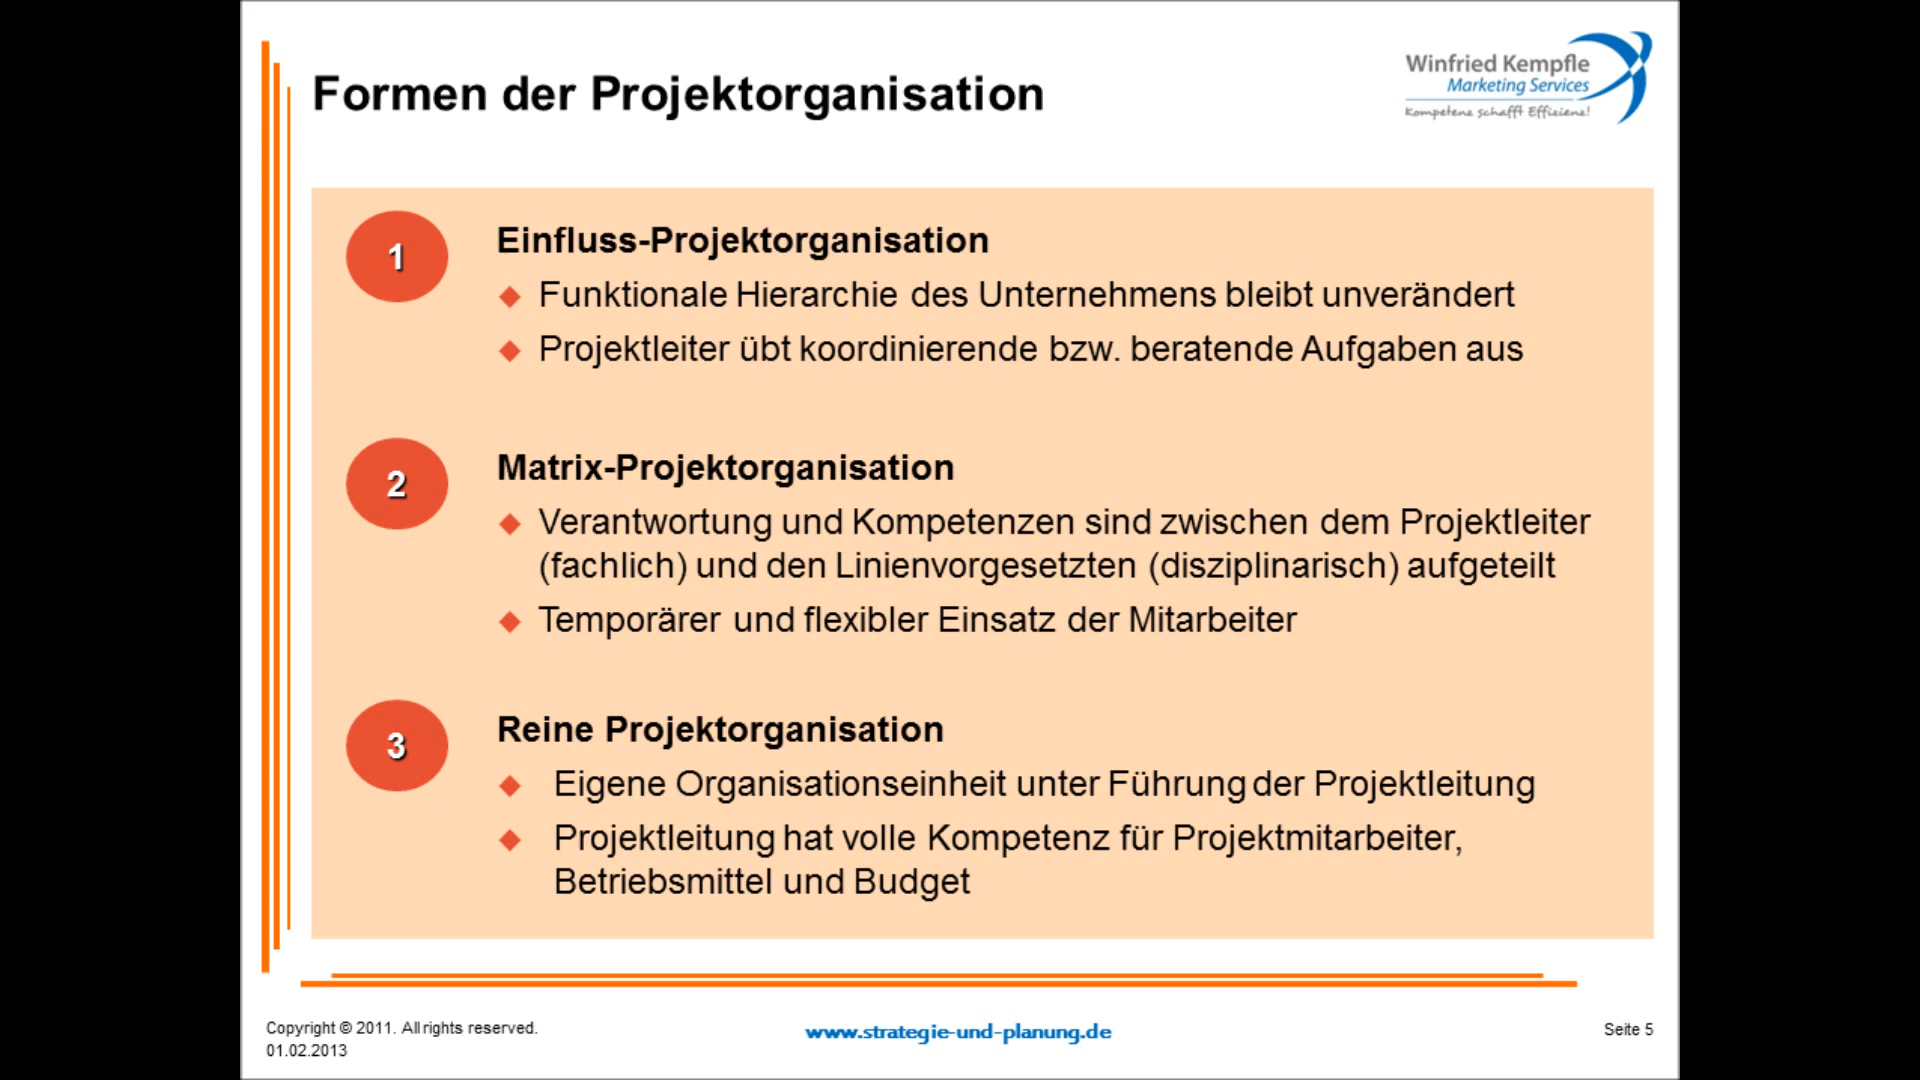 Formen der Projektorganisation
Winfried Kempfle
Marketing Services
Kompetenz schafft Effizienz!
1
Einfluss-Projektorganisation
Funktionale Hierarchie des Unternehmens bleibt unverändert
Projektleiter übt koordinierende bzw. beratende Aufgaben aus
2
Matrix-Projektorganisation
Verantwortung und Kompetenzen sind zwischen dem Projektleiter
(fachlich) und den Linienvorgesetzten (disziplinarisch) aufgeteilt
Temporärer und flexibler Einsatz der Mitarbeiter
3
Reine Projektorganisation
Eigene Organisationseinheit unter Führung der Projektleitung
Projektleitung hat volle Kompetenz für Projektmitarbeiter,
Betriebsmittel und Budget
Copyright © 2011. All rights reserved.
01.02.2013
www.strategie-und-planung.de
Seite 5